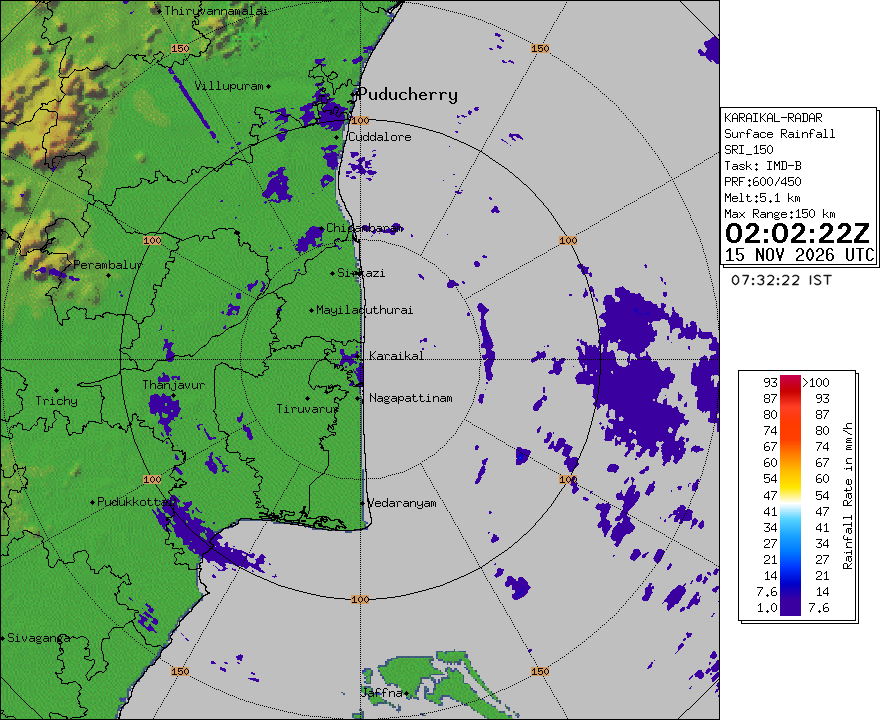 Thiruvannamalai
150
150
Villupuram
Puducherry
100
Cuddalore
Chidambaram
100
100
Perambalur
Sirkazi
Mayiladuthurai
Karaikal
Thanjavur
Trichy
Tiruvarur
Nagapattinam
100
100
Pudukkottai
Vedaranyam
100
Sivaganga
150
150
Jaffna
KARAIKAL-RADAR
Surface Rainfall
SRI_150
Task: IMD-B
PRF:600/450
Melt:5.1 km
Max Range:150 km
02:02:22Z
15 NOV 2026 UTC
07:32:22 IST
93 >100
87 93
80 87
74 80
67 74
60 67
54 60
47 54
41 47
34 41
27 34
21 27
14 21
7.6 14
1.0 7.6
Rainfall Rate in mm/h